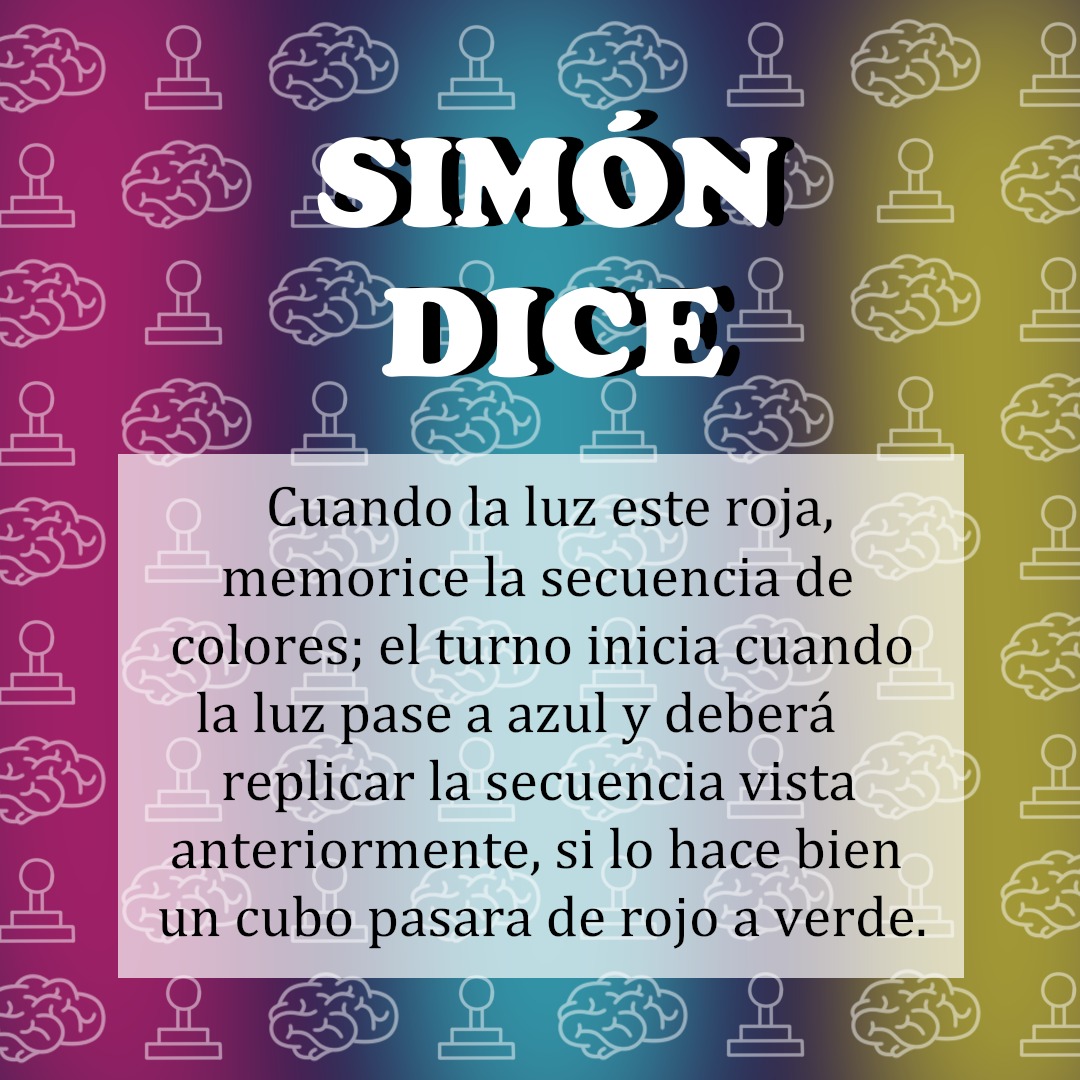 SIMÓN
DICE
Cuando la luz este roja,
memorice la secuencia de
colores; el turno inicia cuando
la luz pase a azul y deberá
replicar la secuencia vista
anteriormente, si lo hace bien
un cubo pasara de rojo a verde.